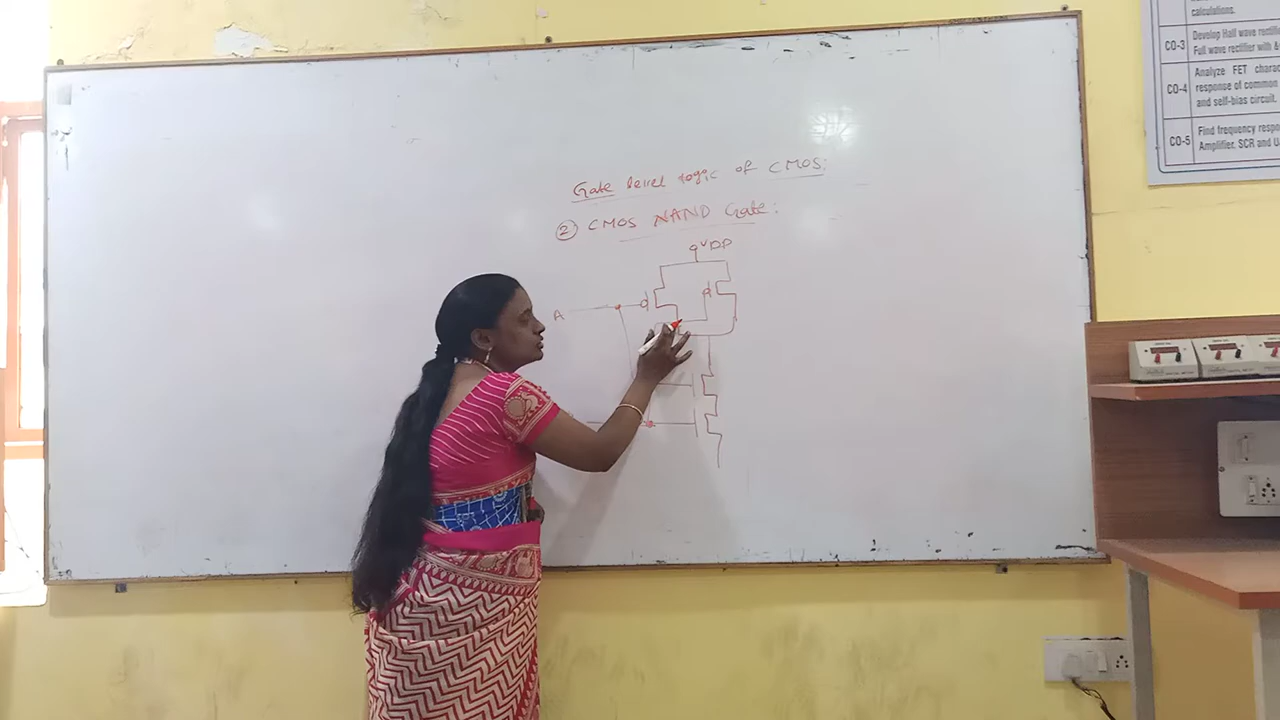 calculations.
CO-3 Develop Half wave rectifi
Full wave rectifier with &
CO-4 Analyze FET charac
response of common
and self-bias circuit.
CO-5 Find frequency respo
Amplifier, SCR and U
Gate level logic of CMOS:
② CMOS NAND Gate:
VDD
A